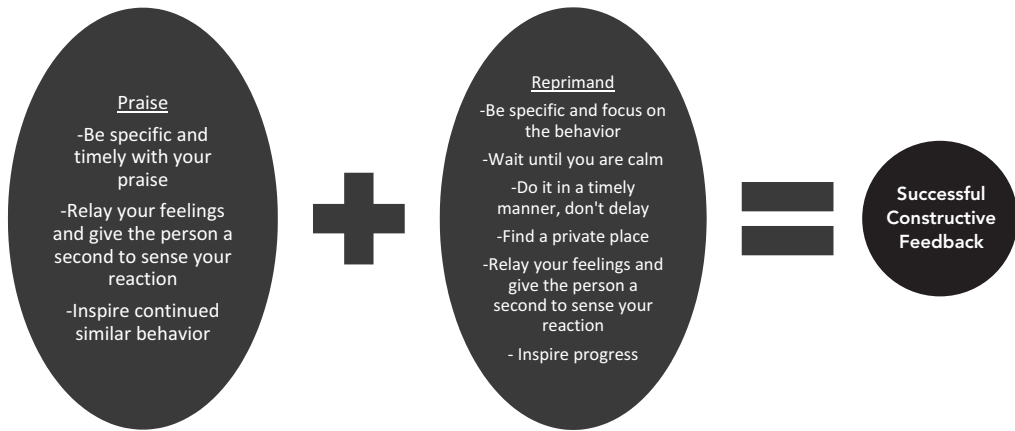 Praise
-Be specific and
timely with your
praise
-Relay your feelings
and give the person a
second to sense your
reaction
-Inspire continued
similar behavior
Reprimand
-Be specific and focus on
the behavior
-Wait until you are calm
-Do it in a timely
manner, don't delay
-Find a private place
-Relay your feelings and
give the person a
second to sense your
reaction
- Inspire progress
Successful
Constructive
Feedback